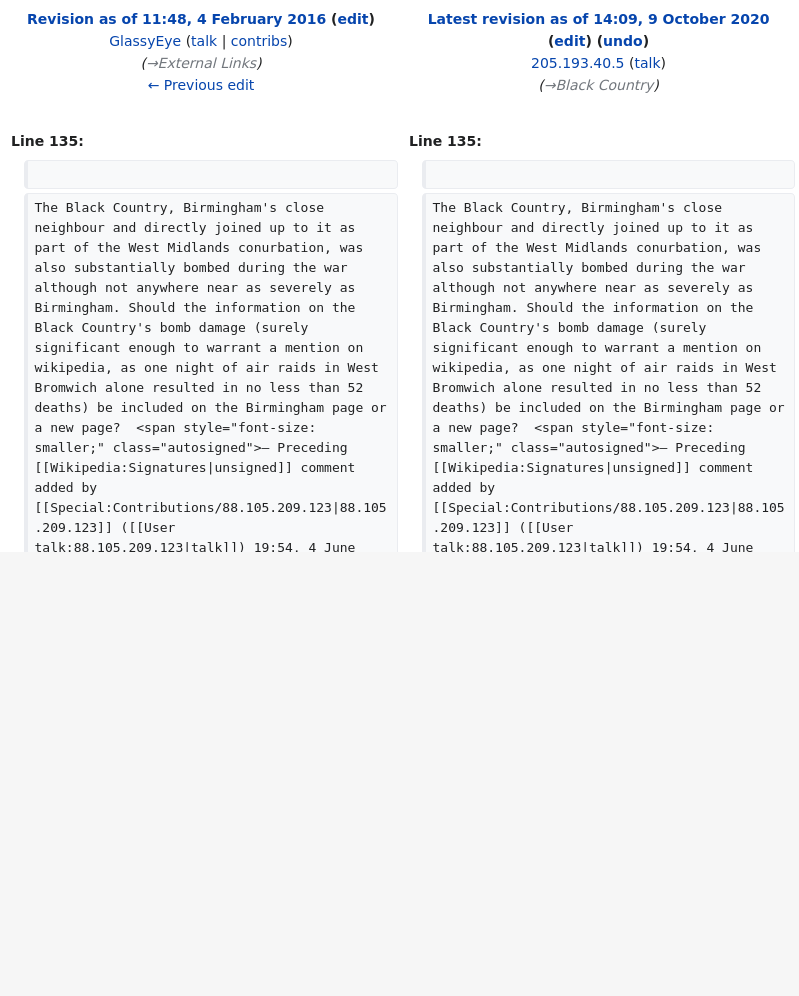 Revision as of 11:48, 4 February 2016 (edit)
GlassyEye (talk | contribs)
(→External Links)
← Previous edit
Latest revision as of 14:09, 9 October 2020
(edit) (undo)
205.193.40.5 (talk)
(→Black Country)
Line 135:
Line 135:
The Black Country, Birmingham's close
neighbour and directly joined up to it as
part of the West Midlands conurbation, was
also substantially bombed during the war
although not anywhere near as severely as
Birmingham. Should the information on the
Black Country's bomb damage (surely
significant enough to warrant a mention on
wikipedia, as one night of air raids in West
Bromwich alone resulted in no less than 52
deaths) be included on the Birmingham page or
a new page?  <span style="font-size:
smaller;" class="autosigned">— Preceding
[[Wikipedia:Signatures|unsigned]] comment
added by
[[Special:Contributions/88.105.209.123|88.105
.209.123]] ([[User
talk:88.105.209.123|talk]]) 19:54, 4 June
The Black Country, Birmingham's close
neighbour and directly joined up to it as
part of the West Midlands conurbation, was
also substantially bombed during the war
although not anywhere near as severely as
Birmingham. Should the information on the
Black Country's bomb damage (surely
significant enough to warrant a mention on
wikipedia, as one night of air raids in West
Bromwich alone resulted in no less than 52
deaths) be included on the Birmingham page or
a new page?  <span style="font-size:
smaller;" class="autosigned">— Preceding
[[Wikipedia:Signatures|unsigned]] comment
added by
[[Special:Contributions/88.105.209.123|88.105
.209.123]] ([[User
talk:88.105.209.123|talk]]) 19:54, 4 June